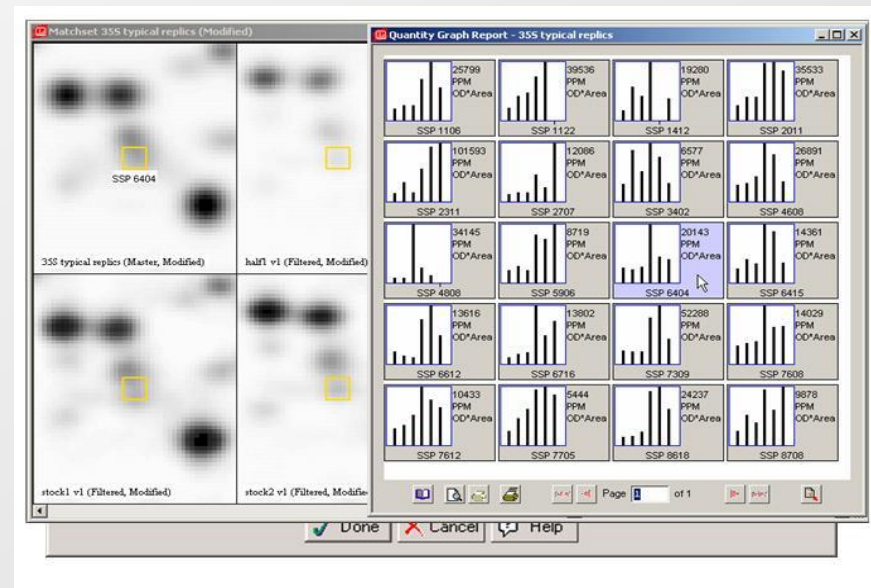 Matchset 35S typical replics (Modified)
SSP 6404
35S typical replics (Master, Modified)
half1 v1 (Filtered, Modified)
stock1 v1 (Filtered, Modified)
stock2 v1 (Filtered, Modifie
Quantity Graph Report - 35S typical replics
25799
PPM
OD*Area
SSP 1106
39536
PPM
OD*Area
SSP 1122
19280
PPM
OD*Area
SSP 1412
35533
PPM
OD*Area
SSP 2011
101593
PPM
OD*Area
SSP 2311
12086
PPM
OD*Area
SSP 2707
6577
PPM
OD*Area
SSP 3402
26891
PPM
OD*Area
SSP 4608
34145
PPM
OD*Area
SSP 4808
8719
PPM
OD*Area
SSP 5906
20143
PPM
OD*Area
SSP 6404
14361
PPM
OD*Area
SSP 6415
13616
PPM
OD*Area
SSP 6612
13802
PPM
OD*Area
SSP 6716
52288
PPM
OD*Area
SSP 7309
14029
PPM
OD*Area
SSP 7608
10433
PPM
OD*Area
SSP 7612
5444
PPM
OD*Area
SSP 7705
24237
PPM
OD*Area
SSP 8618
9878
PPM
OD*Area
SSP 8708
Page 1 of 1
Done Cancel Help